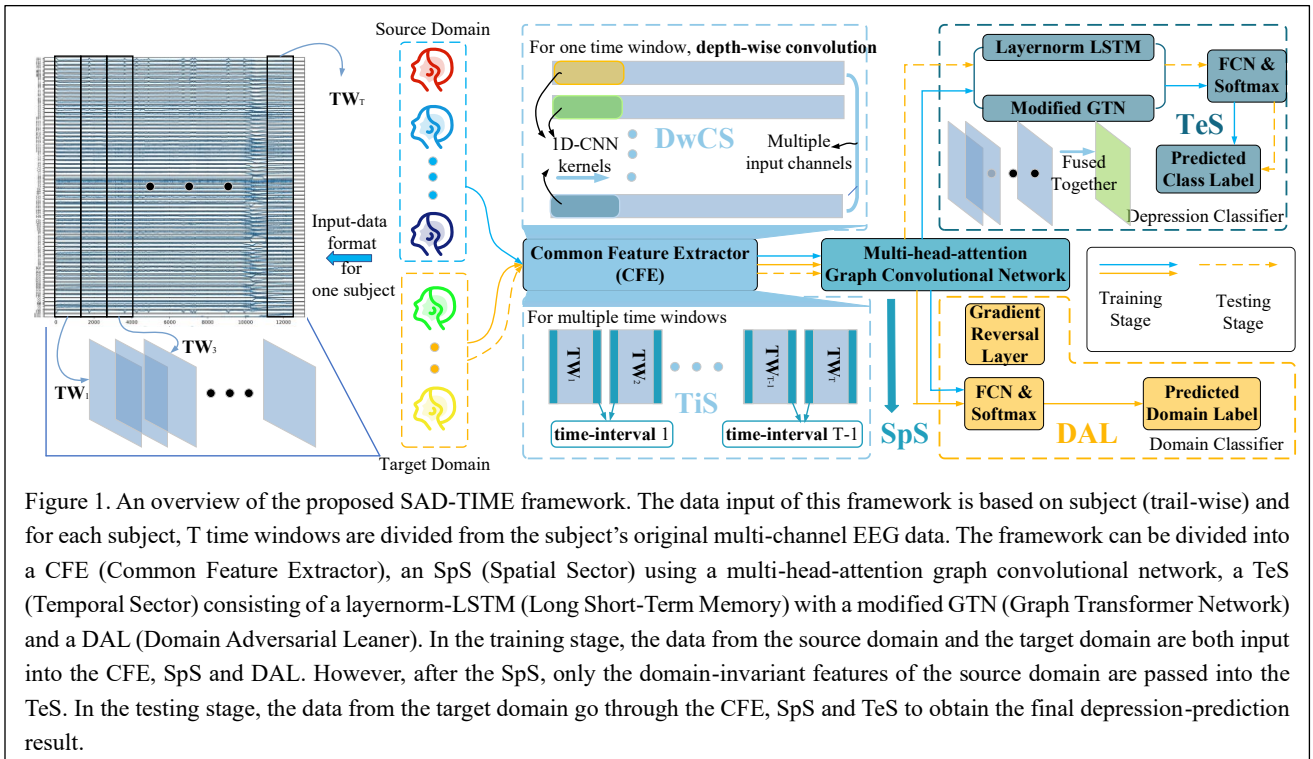 Source Domain
TW_T
Input-data
format
for
one subject
TW_1
TW_3
0 2000 4000 6000 8000 10000 12000
Target Domain
For one time window, depth-wise convolution
DwCS
1D-CNN
kernels
Multiple
input channels
Common Feature Extractor
(CFE)
For multiple time windows
TW_1
TW_2
TW_T-1
TW_T
TiS
time-interval 1
time-interval T-1
Multi-head-attention
Graph Convolutional Network
SpS
Layernorm LSTM
Modified GTN
FCN &
Softmax
TeS
Fused
Together
Predicted
Class Label
Depression Classifier
Training
Stage
Testing
Stage
Gradient
Reversal
Layer
FCN &
Softmax
Predicted
Domain Label
DAL
Domain Classifier
Figure 1. An overview of the proposed SAD-TIME framework. The data input of this framework is based on subject (trail-wise) and
for each subject, T time windows are divided from the subject's original multi-channel EEG data. The framework can be divided into
a CFE (Common Feature Extractor), an SpS (Spatial Sector) using a multi-head-attention graph convolutional network, a TeS
(Temporal Sector) consisting of a layernorm-LSTM (Long Short-Term Memory) with a modified GTN (Graph Transformer Network)
and a DAL (Domain Adversarial Leaner). In the training stage, the data from the source domain and the target domain are both input
into the CFE, SpS and DAL. However, after the SpS, only the domain-invariant features of the source domain are passed into the
TeS. In the testing stage, the data from the target domain go through the CFE, SpS and TeS to obtain the final depression-prediction
result.